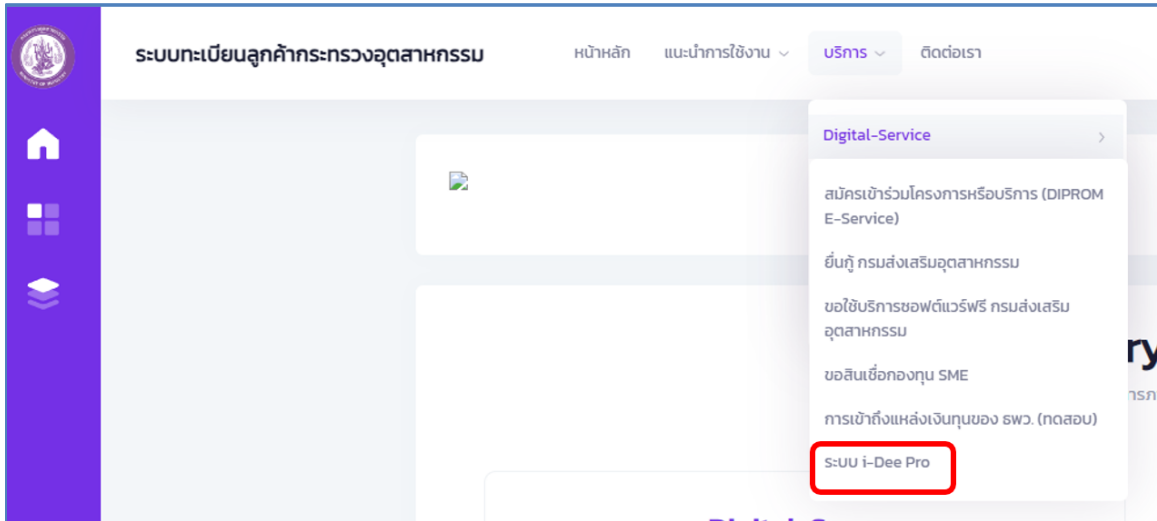 ระบบทะเบียนลูกค้ากระทรวงอุตสาหกรรม
หน้าหลัก
แนะนำการใช้งาน
บริการ
ติดต่อเรา
Digital-Service
สมัครเข้าร่วมโครงการหรือบริการ (DIPROM
E-Service)
ยื่นกู้ กรมส่งเสริมอุตสาหกรรม
ขอใช้บริการซอฟต์แวร์ฟรี กรมส่งเสริม
อุตสาหกรรม
ry
ขอสินเชื่อกองทุน SME
การเข้าถึงแหล่งเงินทุนของ ธพว. (ทดสอบ)
ระบบ i-Dee Pro